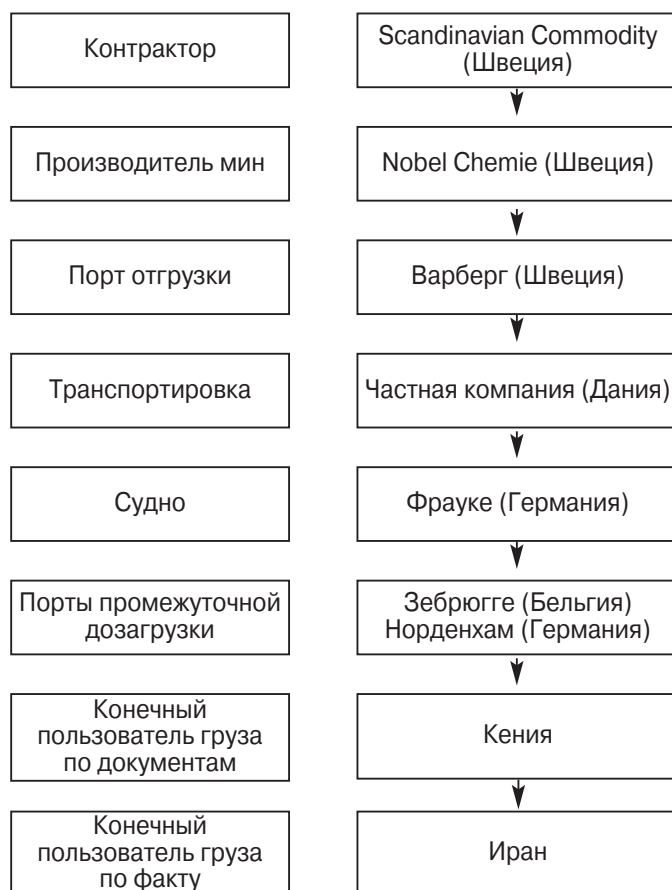 Контрактор
Scandinavian Commodity
(Швеция)
Производитель мин
Nobel Chemie (Швеция)
Порт отгрузки
Варберг (Швеция)
Транспортировка
Частная компания (Дания)
Судно
Фрауке (Германия)
Порты промежуточной
дозагрузки
Зебрюгге (Бельгия)
Норденхам (Германия)
Конечный
пользователь груза
по документам
Кения
Конечный
пользователь груза
по факту
Иран